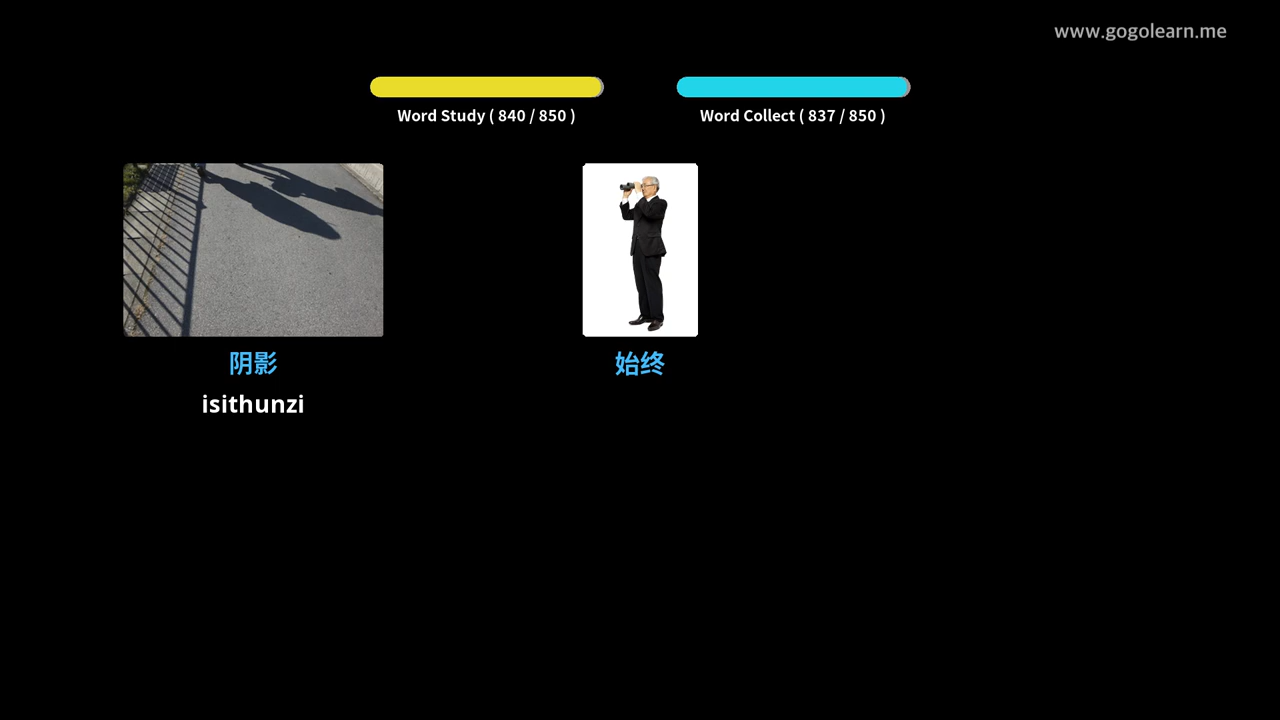 www.gogolearn.me
Word Study ( 840 / 850 )
Word Collect ( 837 / 850 )
阴影
始终
isithunzi